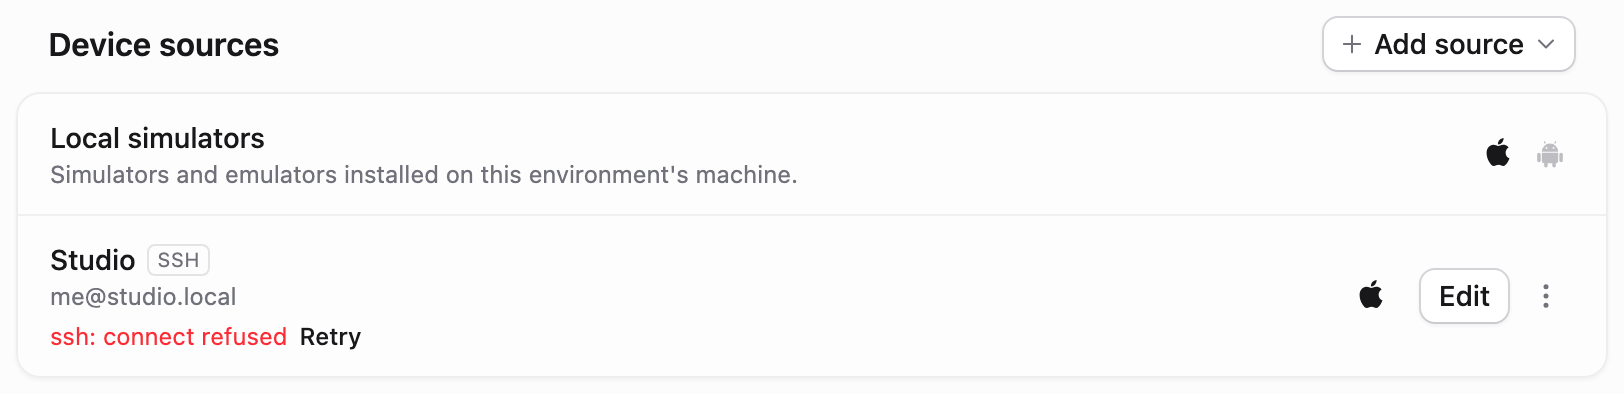 Device sources
Add source
Local simulators
Simulators and emulators installed on this environment's machine.
Studio SSH
me@studio.local
Edit
ssh: connect refused Retry